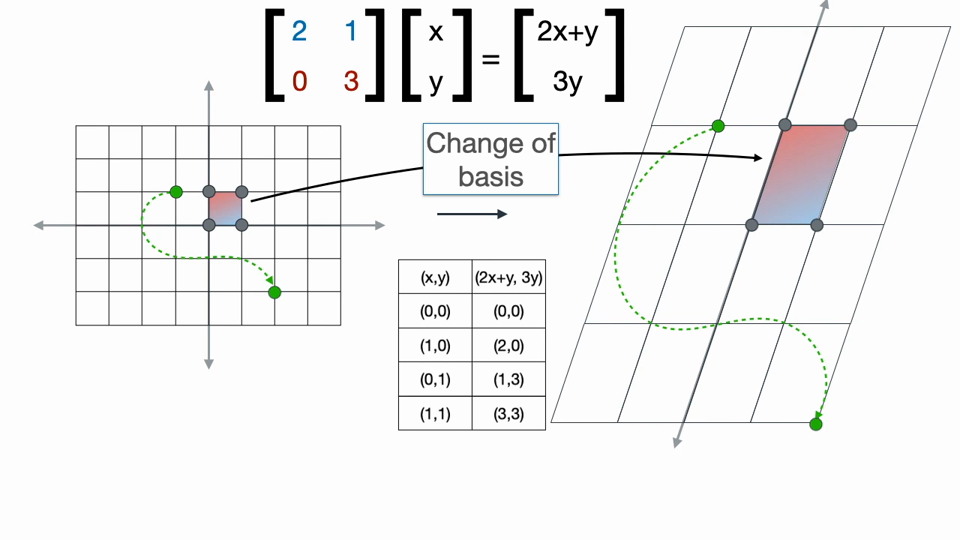 2 1 x = 2x+y
0 3 y 3y
Change of
basis
(x,y) (2x+y, 3y)
(0,0) (0,0)
(1,0) (2,0)
(0,1) (1,3)
(1,1) (3,3)